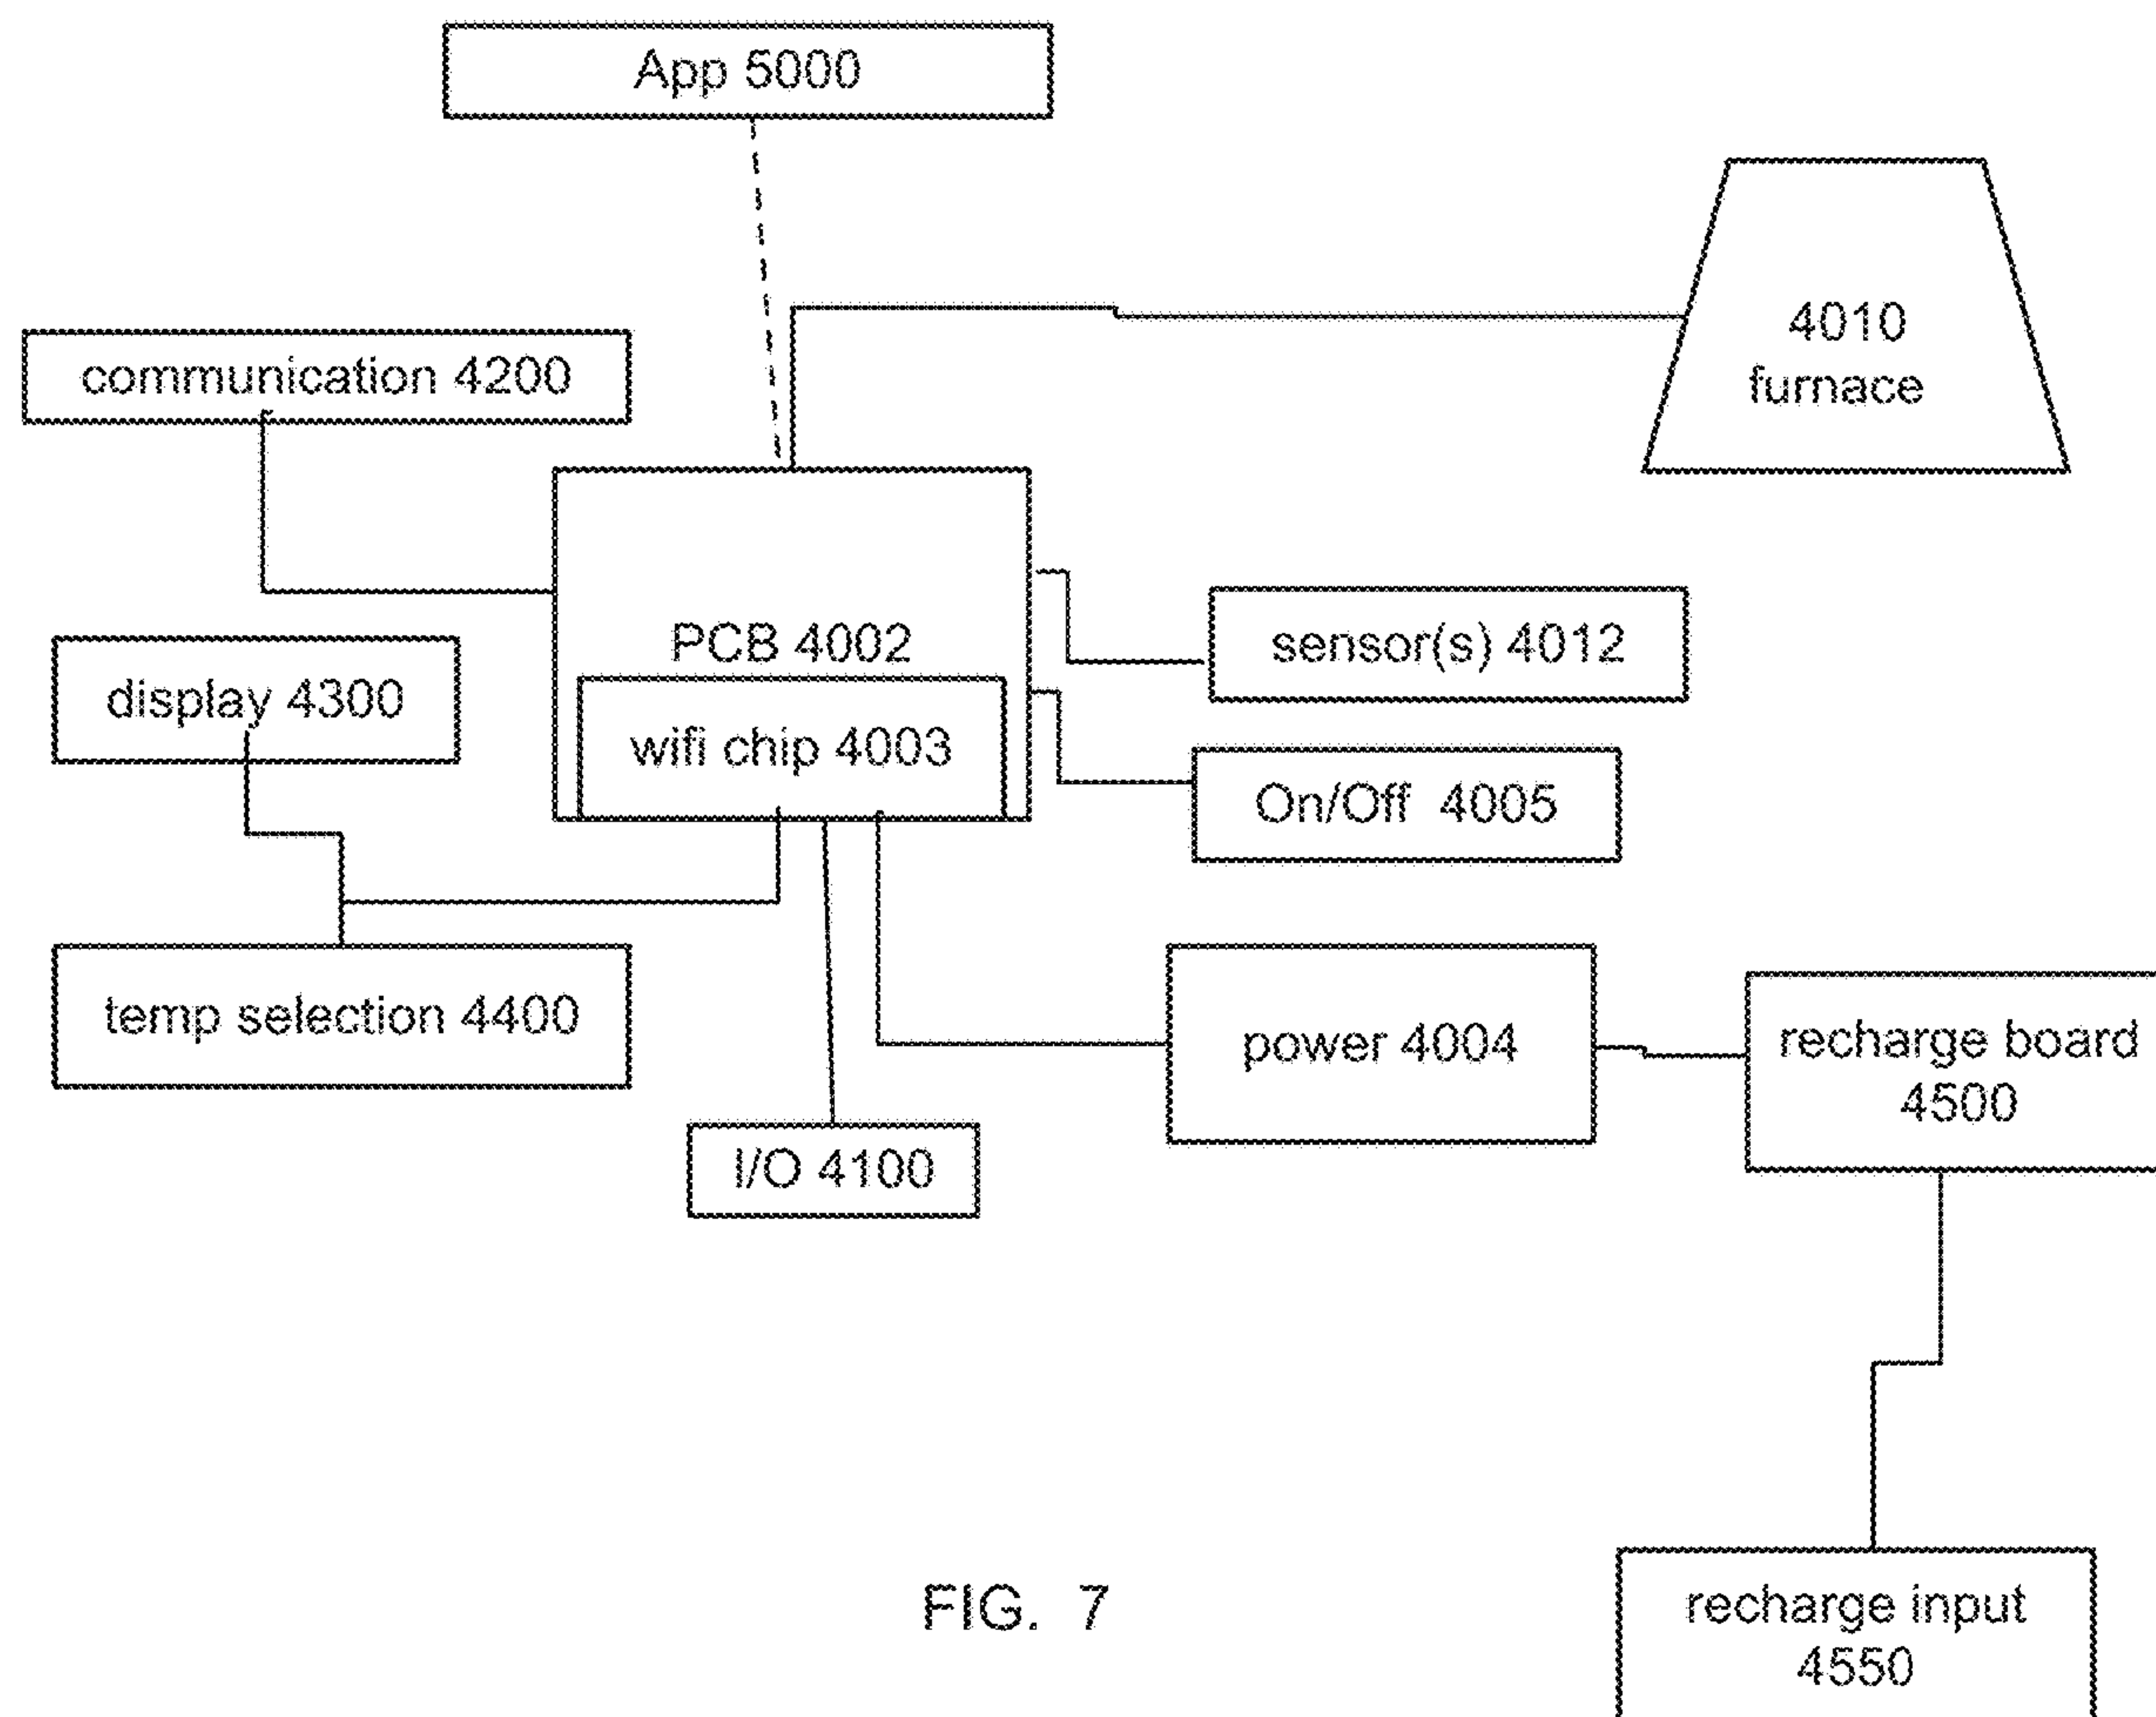 App 5000
4010
furnace
communication 4200
PCB 4002
sensor(s) 4012
display 4300
wifi chip 4003
On/Off 4005
temp selection 4400
power 4004
recharge board
4500
I/O 4100
FIG. 7
recharge input
4550